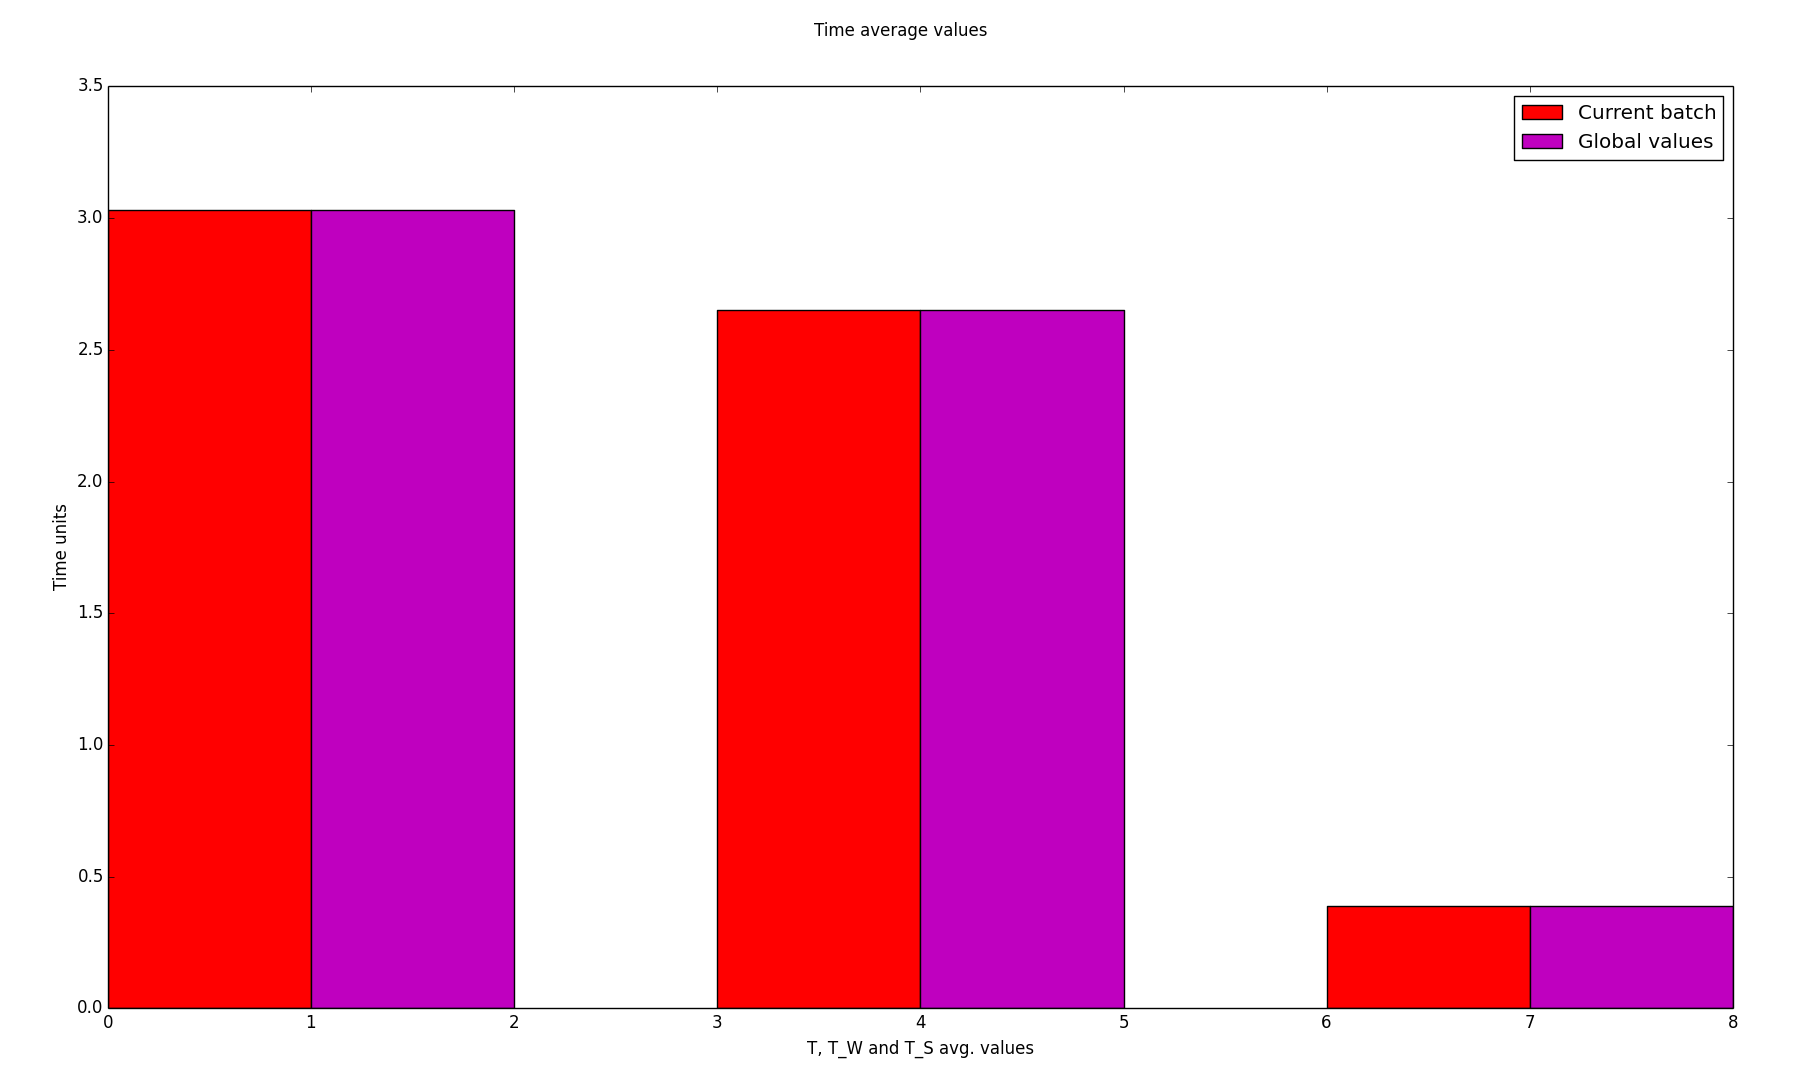 Time average values
3.5
3.0
2.5
2.0
1.5
1.0
0.5
0.0
Time units
Current batch
Global values
0 1 2 3 4 5 6 7 8
T, T_W and T_S avg. values